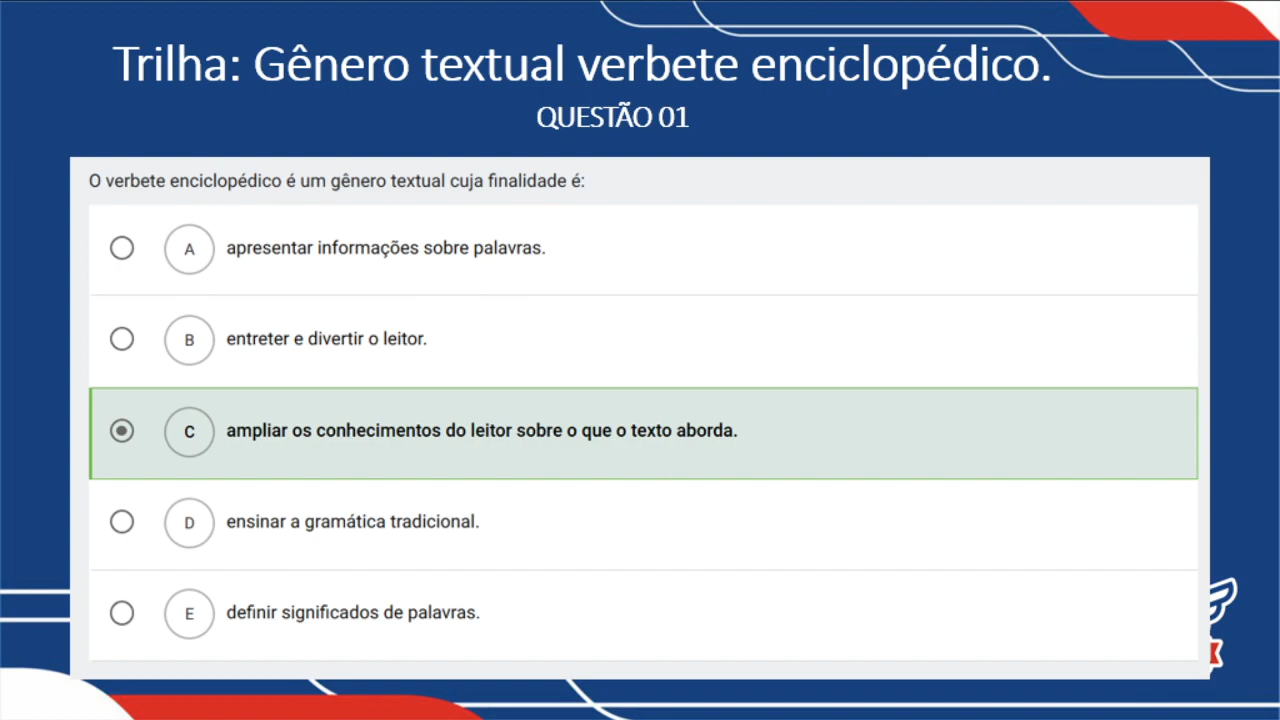 Trilha: Gênero textual verbete enciclopédico.
QUESTÃO 01
O verbete enciclopédico é um gênero textual cuja finalidade é:
A apresentar informações sobre palavras.
B entreter e divertir o leitor.
C ampliar os conhecimentos do leitor sobre o que o texto aborda.
D ensinar a gramática tradicional.
E definir significados de palavras.